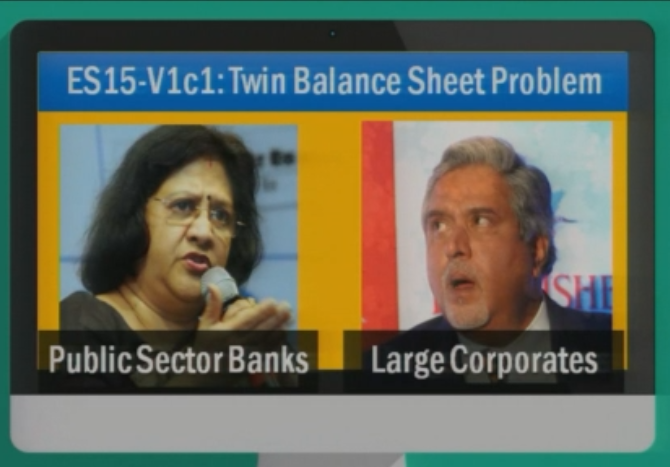 ES15-V1c1: Twin Balance Sheet Problem
Public Sector Banks
Large Corporates